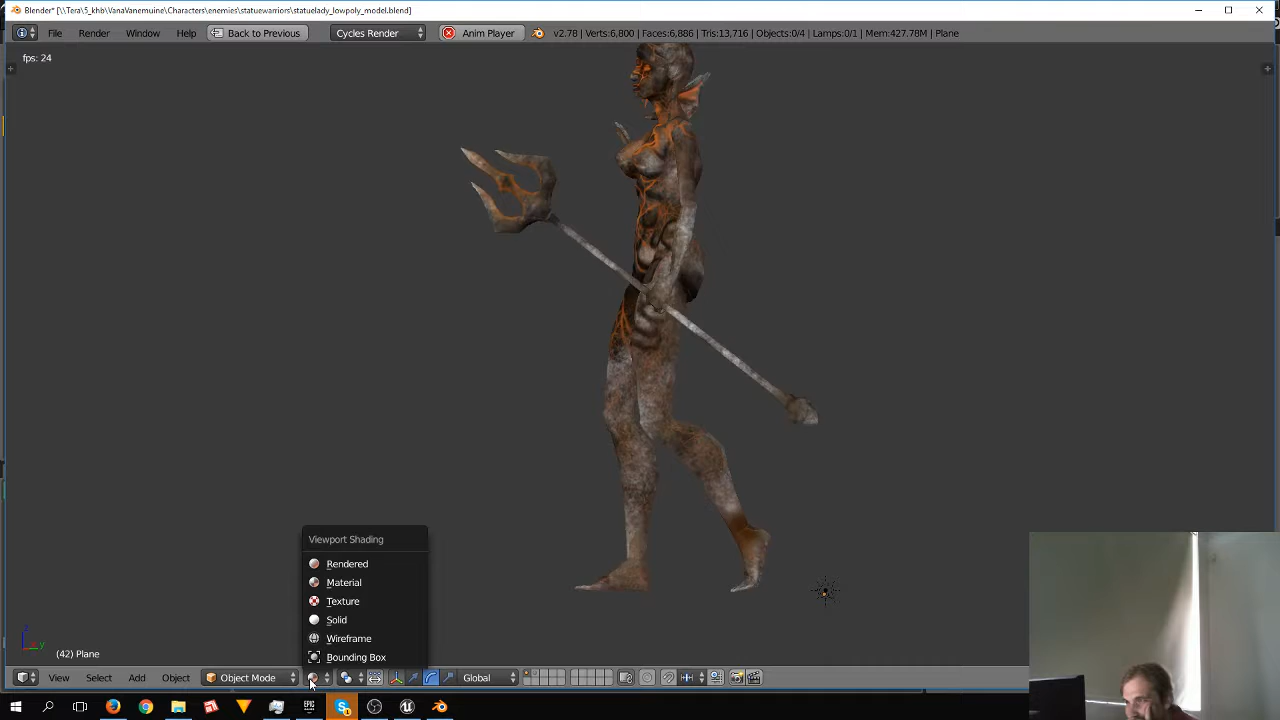 Blender* [\\Tera\5_khb\VanaVanemuine\Characters\enemies\statuewarriors\statuelady_lowpoly_model.blend]
File Render Window Help Back to Previous Cycles Render Anim Player v2.78 | Verts:6,800 | Faces:6,886 | Tris:13,716 | Objects:0/4 | Lamps:0/1 | Mem:427.78M | Plane
fps: 24
Viewport Shading
Rendered
Material
Texture
Solid
Wireframe
Bounding Box
(42) Plane
View Select Add Object Object Mode Global